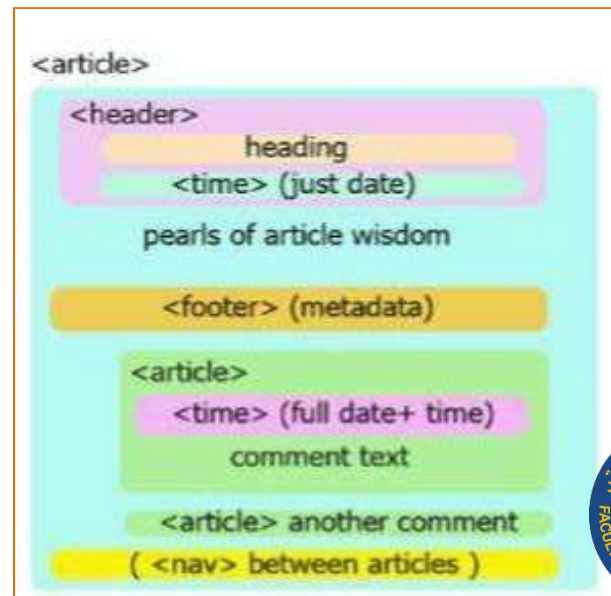 <article>
<header>
heading
<time> (just date)
pearls of article wisdom
<footer> (metadata)
<article>
<time> (full date+ time)
comment text
<article> another comment
( <nav> between articles )